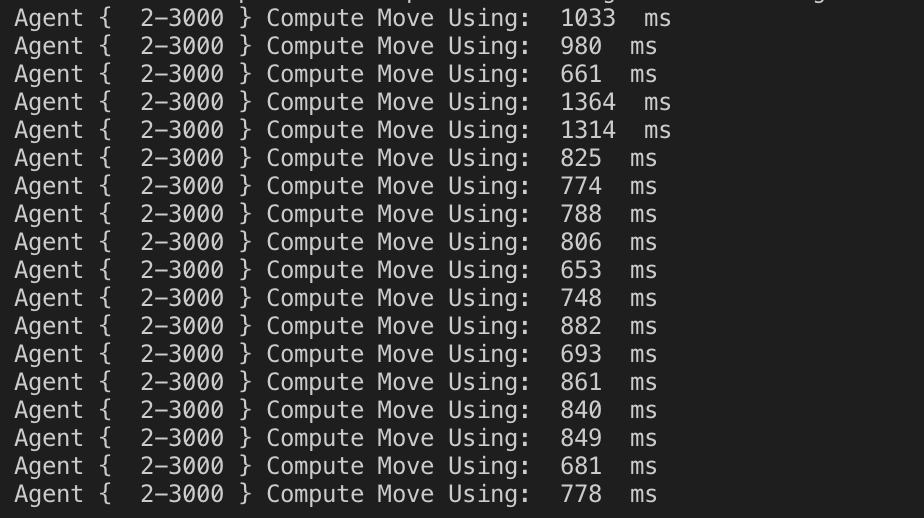 Agent {  2-3000 } Compute Move Using:  1033  ms
Agent {  2-3000 } Compute Move Using:  980  ms
Agent {  2-3000 } Compute Move Using:  661  ms
Agent {  2-3000 } Compute Move Using:  1364  ms
Agent {  2-3000 } Compute Move Using:  1314  ms
Agent {  2-3000 } Compute Move Using:  825  ms
Agent {  2-3000 } Compute Move Using:  774  ms
Agent {  2-3000 } Compute Move Using:  788  ms
Agent {  2-3000 } Compute Move Using:  806  ms
Agent {  2-3000 } Compute Move Using:  653  ms
Agent {  2-3000 } Compute Move Using:  748  ms
Agent {  2-3000 } Compute Move Using:  882  ms
Agent {  2-3000 } Compute Move Using:  693  ms
Agent {  2-3000 } Compute Move Using:  861  ms
Agent {  2-3000 } Compute Move Using:  840  ms
Agent {  2-3000 } Compute Move Using:  849  ms
Agent {  2-3000 } Compute Move Using:  681  ms
Agent {  2-3000 } Compute Move Using:  778  ms